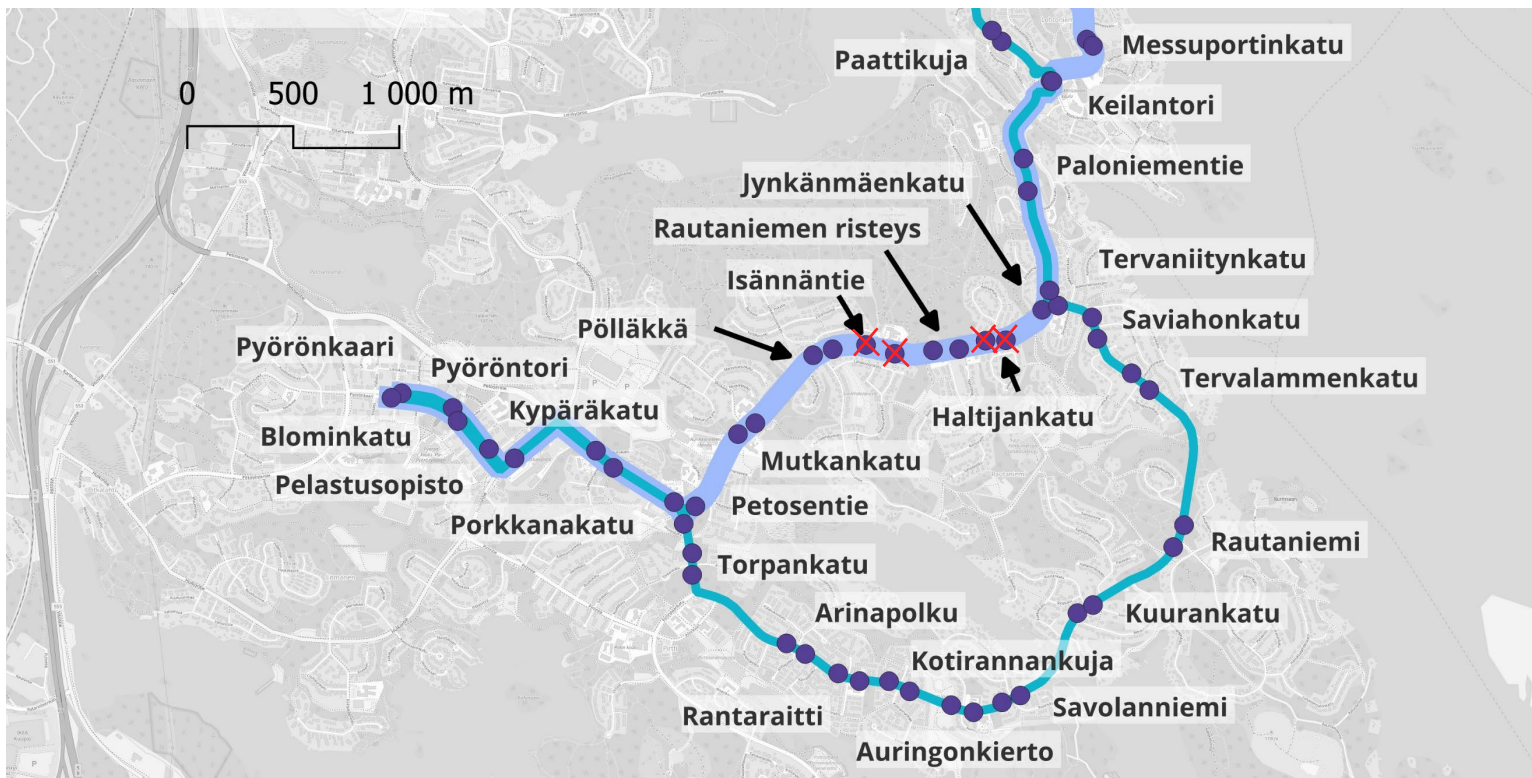 Messuportinkatu
Paattikuja
0 500 1 000 m
Keilantori
Paloniementie
Jynkänmäenkatu
Rautaniemen risteys
Tervaniitynkatu
Isännäntie
Saviahonkatu
Pölläkkä
Pyörönkaari
Pyöröntori
Tervalammenkatu
Kypäräkatu
Haltijankatu
Blominkatu
Mutkankatu
Pelastusopisto
Petosentie
Porkkanakatu
Rautaniemi
Torpankatu
Arinapolku
Kuurankatu
Kotirannankuja
Savolanniemi
Rantaraitti
Auringonkierto